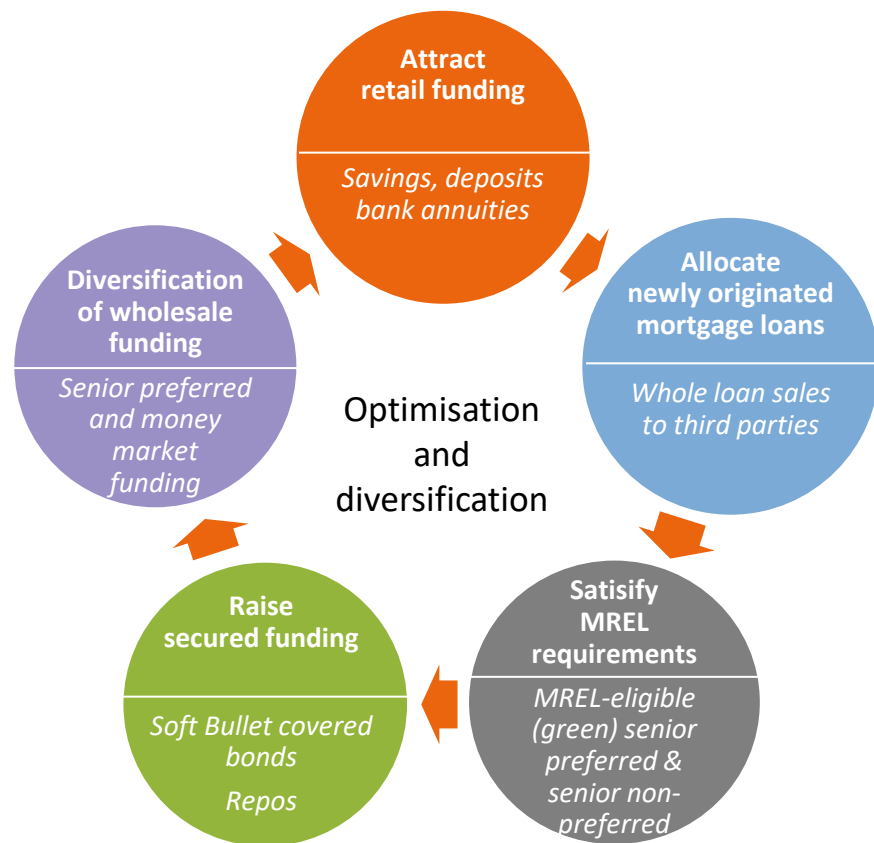 Attract
retail funding
Savings, deposits
bank annuities
Allocate
newly originated
mortgage loans
Whole loan sales
to third parties
Satisify
MREL
requirements
MREL-eligible
(green) senior
preferred &
senior non-
preferred
Raise
secured funding
Soft Bullet covered
bonds
Repos
Diversification
of wholesale
funding
Senior preferred
and money
market
funding
Optimisation
and
diversification